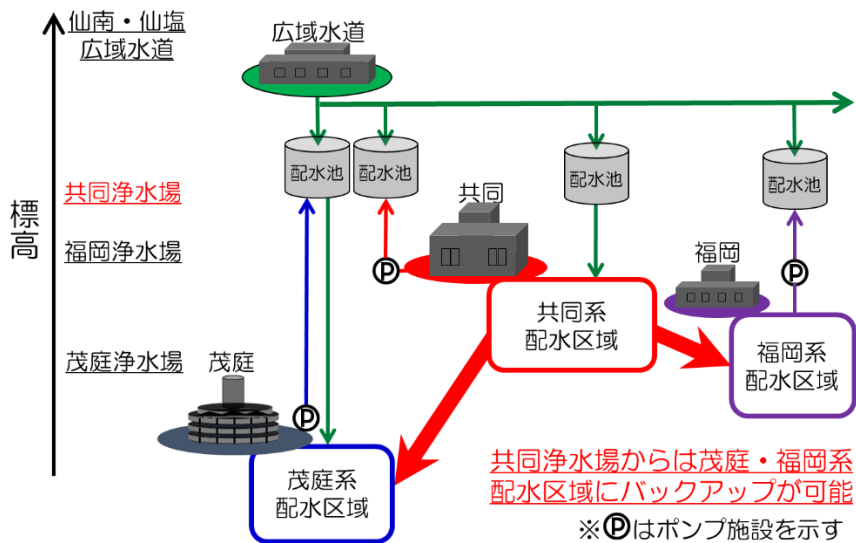 仙南・仙塩
広域水道
広域水道
配水池
配水池
配水池
配水池
共同浄水場
共同
標高
福岡浄水場
福岡
P
P
共同系
配水区域
福岡系
配水区域
茂庭浄水場
茂庭
P
茂庭系
配水区域
共同浄水場からは茂庭・福岡系
配水区域にバックアップが可能
※Ⓟはポンプ施設を示す